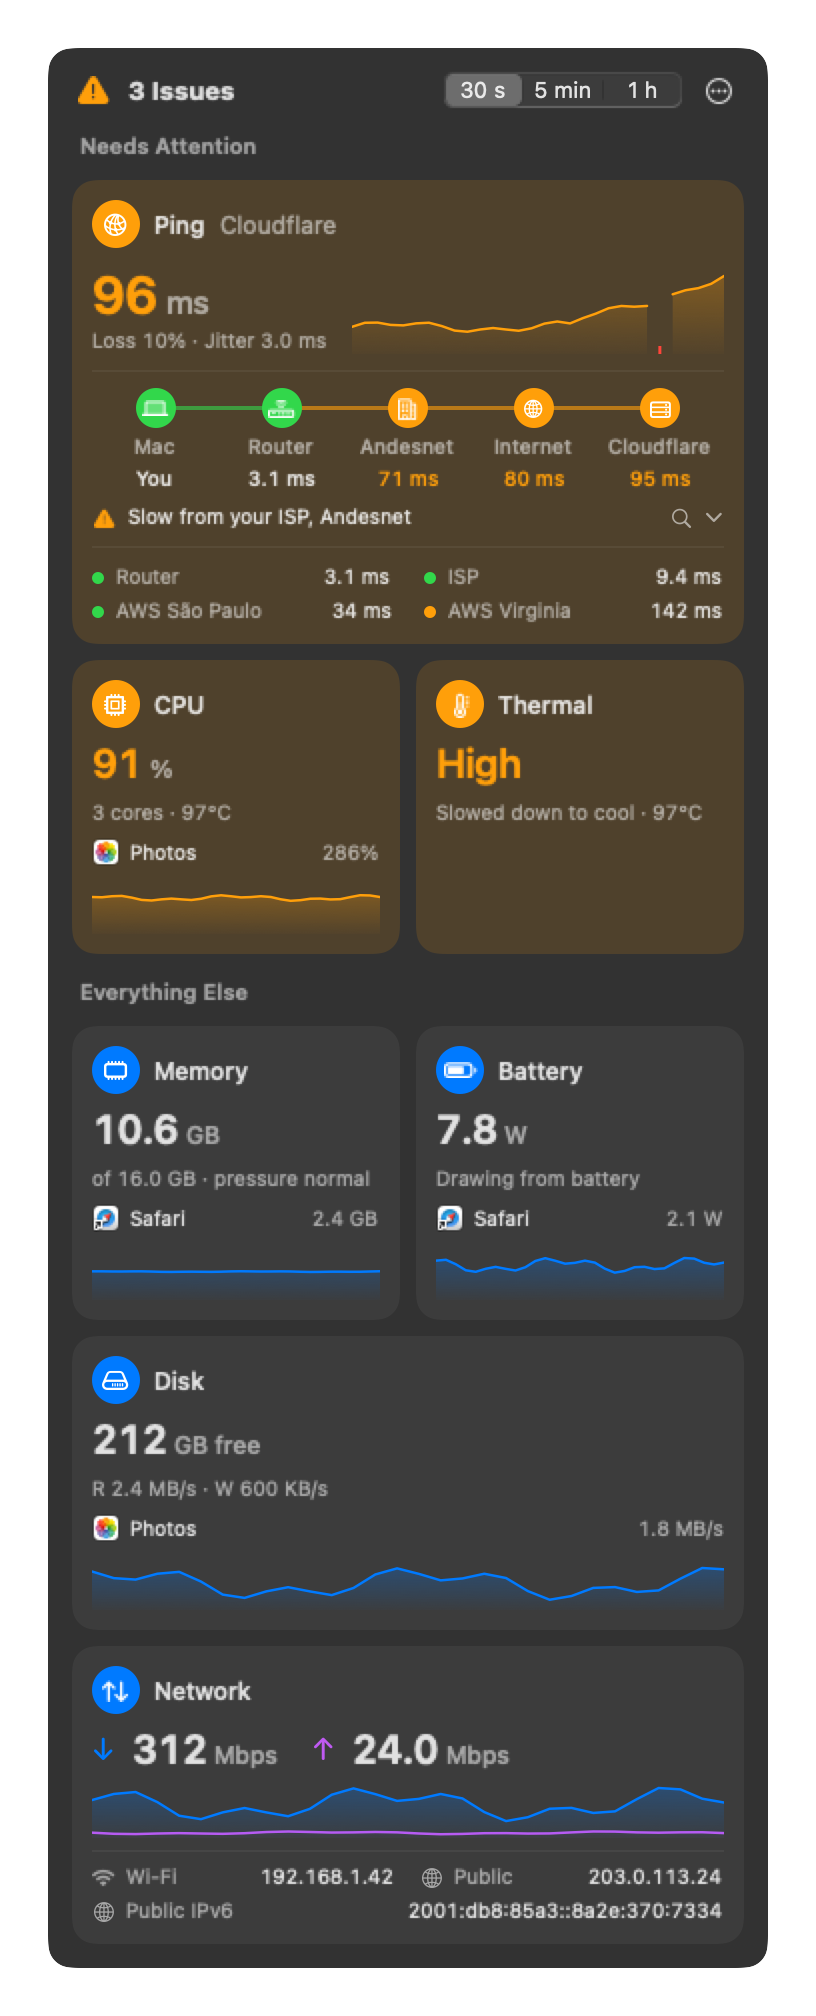 3 Issues
30 s 5 min 1 h
Needs Attention
Ping Cloudflare
96 ms
Loss 10% · Jitter 3.0 ms
Mac Router Andesnet Internet Cloudflare
You 3.1 ms 71 ms 80 ms 95 ms
Slow from your ISP, Andesnet
Router 3.1 ms ISP 9.4 ms
AWS São Paulo 34 ms AWS Virginia 142 ms
CPU
91 %
3 cores · 97°C
Photos 286%
Thermal
High
Slowed down to cool · 97°C
Everything Else
Memory
10.6 GB
of 16.0 GB · pressure normal
Safari 2.4 GB
Battery
7.8 W
Drawing from battery
Safari 2.1 W
Disk
212 GB free
R 2.4 MB/s · W 600 KB/s
Photos 1.8 MB/s
Network
↓ 312 Mbps ↑ 24.0 Mbps
Wi-Fi 192.168.1.42 Public 203.0.113.24
Public IPv6 2001:db8:85a3::8a2e:370:7334